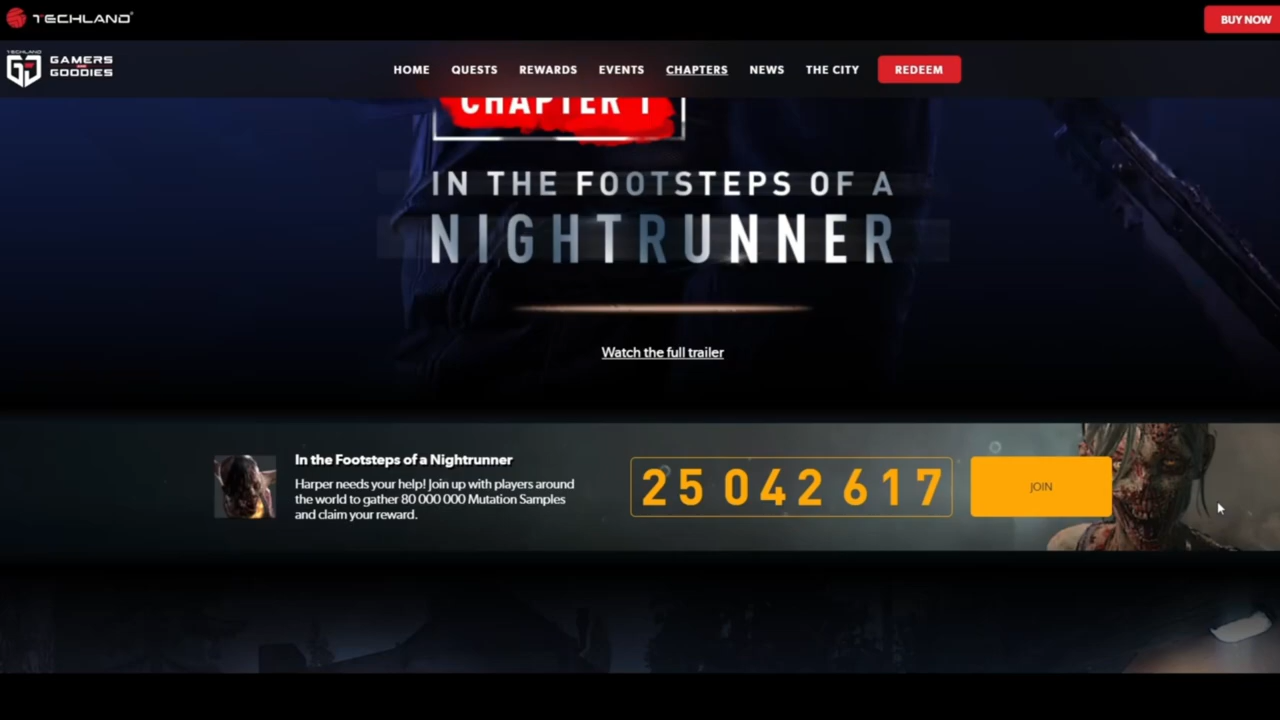 TECHLAND
BUY NOW
TECHLAND
GAMERS
GOODIES
HOME QUESTS REWARDS EVENTS CHAPTERS NEWS THE CITY REDEEM
CHAPTER 1
IN THE FOOTSTEPS OF A
NIGHTRUNNER
Watch the full trailer
In the Footsteps of a Nightrunner
Harper needs your help! Join up with players around
the world to gather 80 000 000 Mutation Samples
and claim your reward.
25 042 617
JOIN